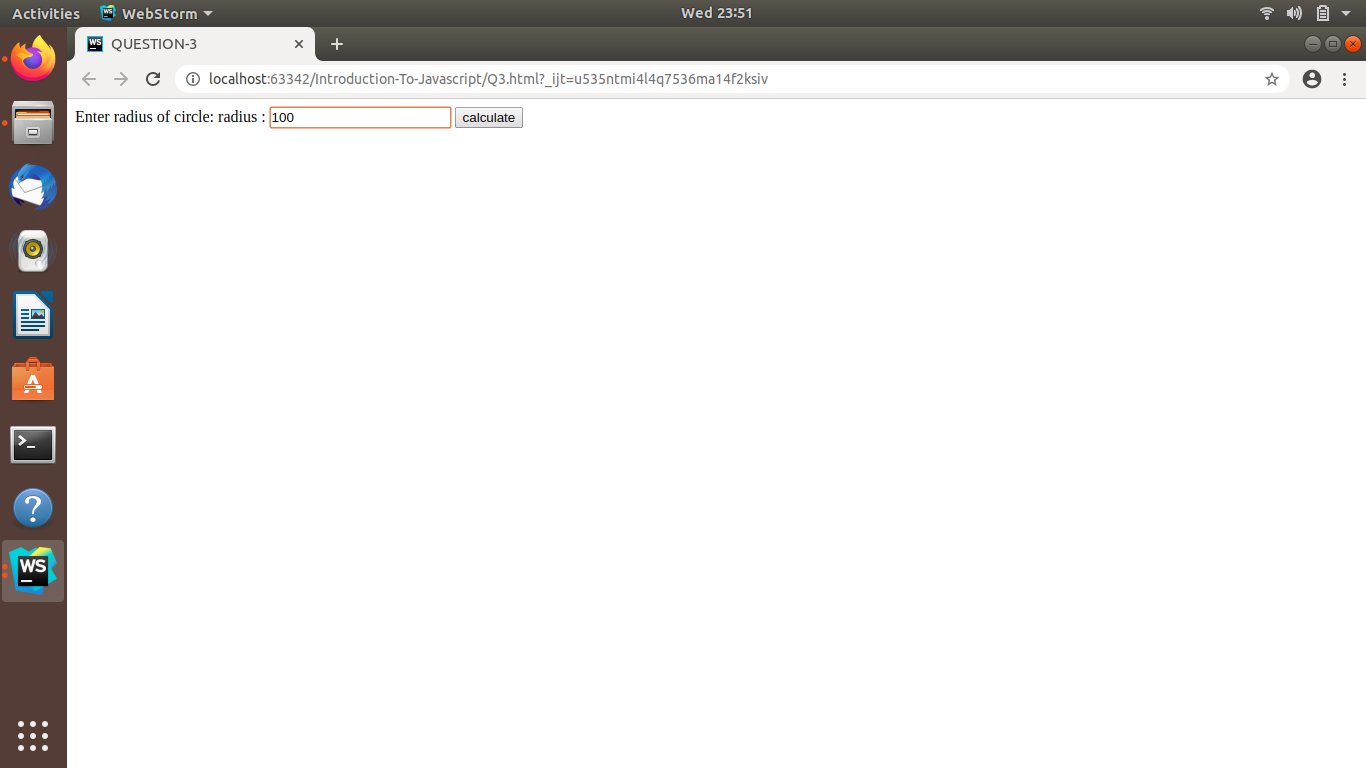 Activities WebStorm Wed 23:51
WS QUESTION-3
localhost:63342/Introduction-To-Javascript/Q3.html?_ijt=u535ntmi4l4q7536ma14f2ksiv
Enter radius of circle: radius : 100 calculate
A
>_
?
WS